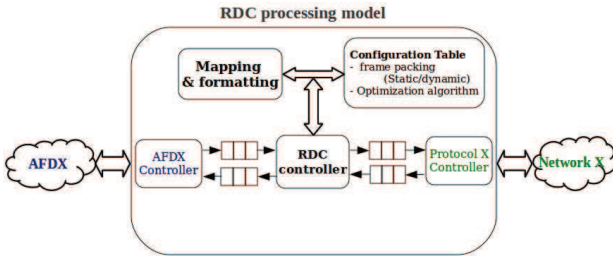 RDC processing model
Mapping
& formatting
Configuration Table
- frame packing
(Static/dynamic)
- Optimization algorithm
AFDX
AFDX
Controller
RDC
controller
Protocol X
Controller
Network X